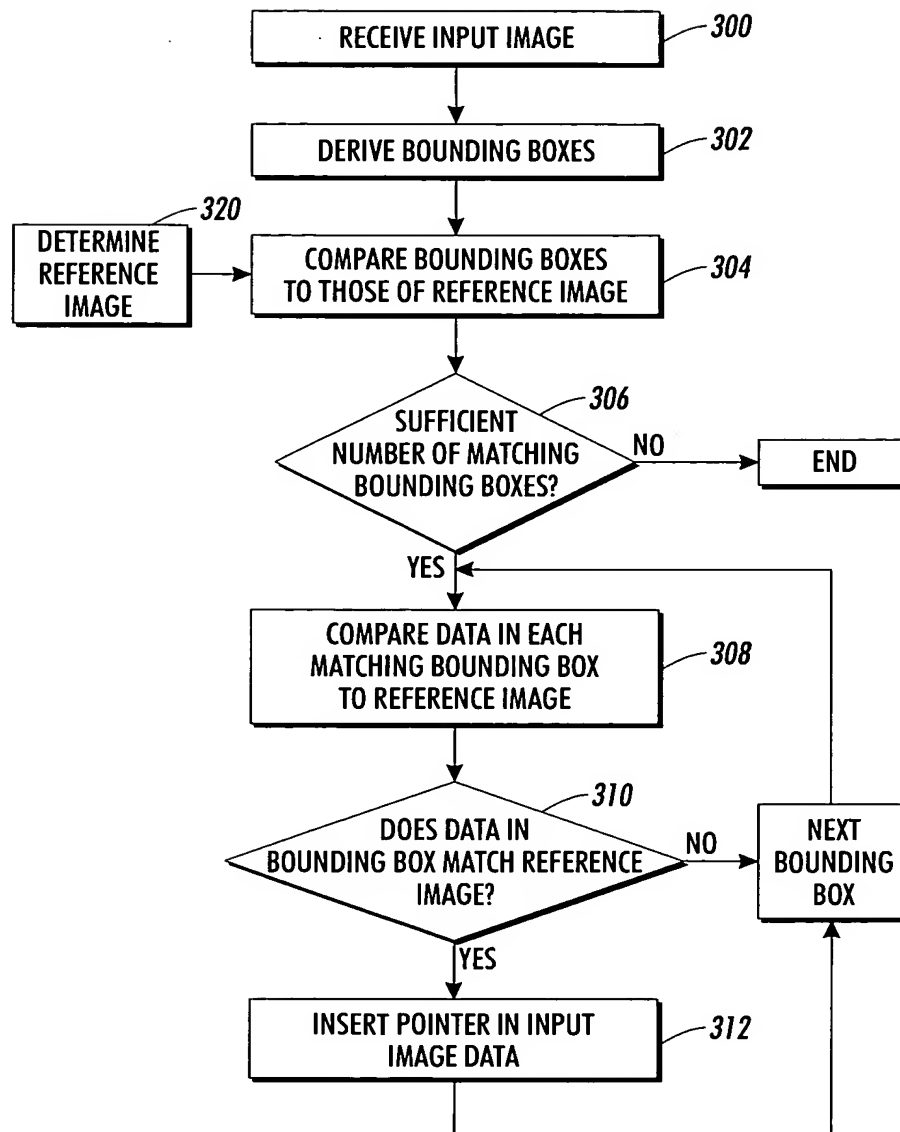 RECEIVE INPUT IMAGE
300
DERIVE BOUNDING BOXES
302
320
DETERMINE
REFERENCE
IMAGE
COMPARE BOUNDING BOXES
TO THOSE OF REFERENCE IMAGE
304
306
SUFFICIENT
NUMBER OF MATCHING
BOUNDING BOXES?
NO
END
YES
COMPARE DATA IN EACH
MATCHING BOUNDING BOX
TO REFERENCE IMAGE
308
310
DOES DATA IN
BOUNDING BOX MATCH REFERENCE
IMAGE?
NO
NEXT
BOUNDING
BOX
YES
INSERT POINTER IN INPUT
IMAGE DATA
312